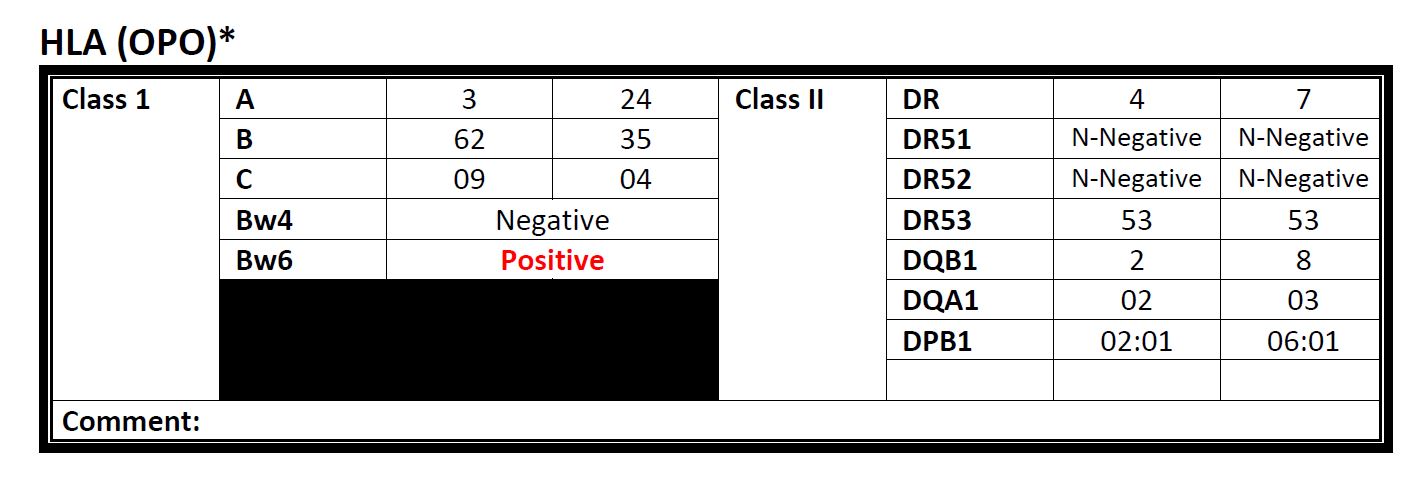 HLA (OPO)*
Class 1 A 3 24 Class II DR 4 7
B 62 35 DR51 N-Negative N-Negative
C 09 04 DR52 N-Negative N-Negative
Bw4 Negative DR53 53 53
Bw6 Positive DQB1 2 8
DQA1 02 03
DPB1 02:01 06:01
Comment: